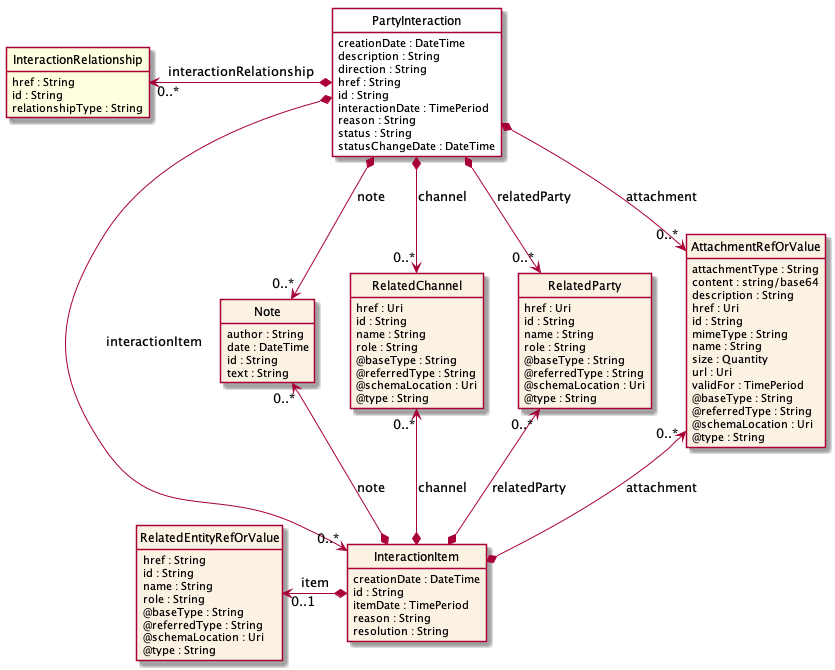 PartyInteraction
creationDate : DateTime
description : String
direction : String
href : String
id : String
interactionDate : TimePeriod
reason : String
status : String
statusChangeDate : DateTime
InteractionRelationship
href : String
id : String
relationshipType : String
interactionRelationship
0..*
note
channel
relatedParty
attachment
0..*
0..*
0..*
0..*
AttachmentRefOrValue
attachmentType : String
content : string/base64
description : String
href : Uri
id : String
mimeType : String
name : String
size : Quantity
url : Uri
validFor : TimePeriod
@baseType : String
@referredType : String
@schemaLocation : Uri
@type : String
RelatedChannel
href : Uri
id : String
name : String
role : String
@baseType : String
@referredType : String
@schemaLocation : Uri
@type : String
RelatedParty
href : Uri
id : String
name : String
role : String
@baseType : String
@referredType : String
@schemaLocation : Uri
@type : String
Note
author : String
date : DateTime
id : String
text : String
interactionItem
0..*
0..*
0..*
0..*
note
channel
relatedParty
attachment
0..*
RelatedEntityRefOrValue
href : String
id : String
name : String
role : String
@baseType : String
@referredType : String
@schemaLocation : Uri
@type : String
item
0..1
InteractionItem
creationDate : DateTime
id : String
itemDate : TimePeriod
reason : String
resolution : String